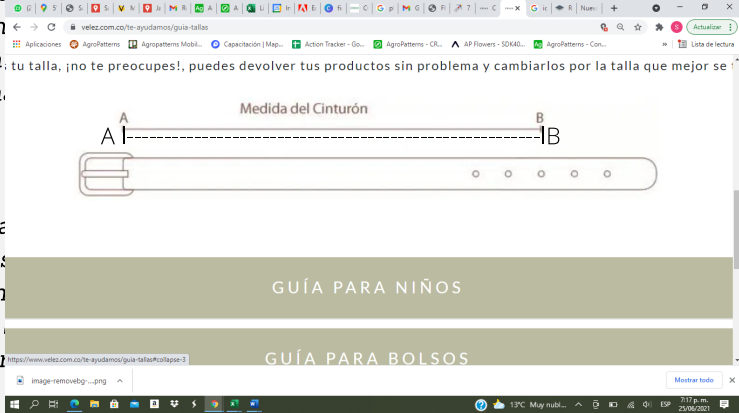 velez.com.co/te-ayudamos/guia-tallas
Actualizar
Aplicaciones AgroPatterns Agropatterns Mobil... Capacitación | Map... Action Tracker - Go... AgroPatterns - CR... AP Flowers - SDK40... AgroPatterns - Con... » Lista de lectura
tu talla, ¡no te preocupes!, puedes devolver tus productos sin problema y cambiarlos por la talla que mejor se
Medida del Cinturón
A B
A B
GUÍA PARA NIÑOS
GUÍA PARA BOLSOS
https://www.velez.com.co/te-ayudamos/guia-tallas#collapse-3
image-removebg-....png
Mostrar todo
13°C Muy nubl... ESP 7:17 p. m.
25/06/2021